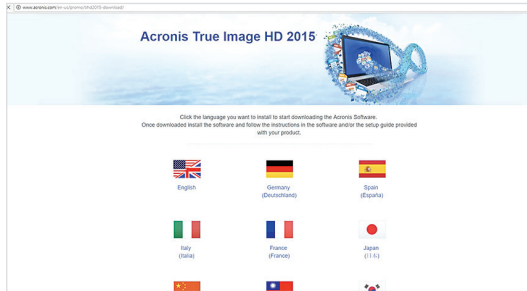 www.acronis.com/en-us/promo/atihd2015-download/
Acronis True Image HD 2015
Click the language you want to install to start downloading the Acronis Software.
Once downloaded install the software and follow the instructions in the software and/or the setup guide provided
with your product.
English
Germany
(Deutschland)
Spain
(España)
Italy
(Italia)
France
(France)
Japan